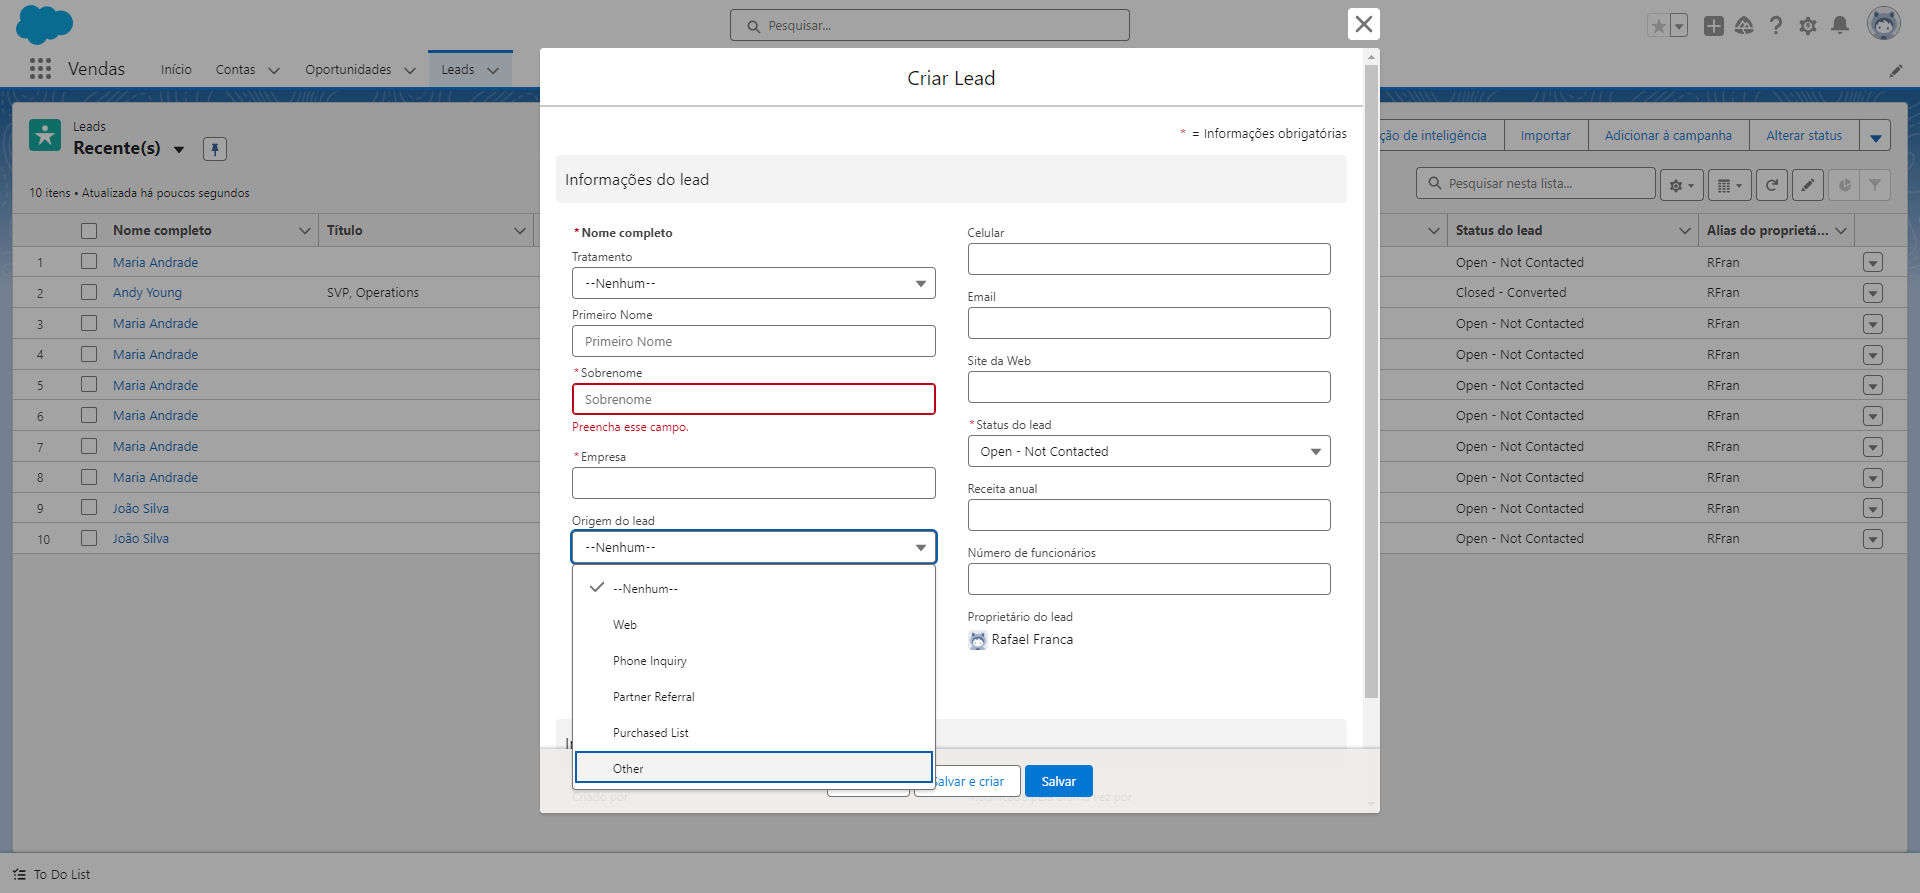 Pesquisar...
Vendas
Início
Contas
Oportunidades
Leads
Leads
Recente(s)
10 itens • Atualizada há poucos segundos
ção de inteligência
Importar
Adicionar à campanha
Alterar status
Pesquisar nesta lista...
Nome completo
Título
Status do lead
Alias do proprietá...
1 Maria Andrade Open - Not Contacted RFran
2 Andy Young SVP, Operations Closed - Converted RFran
3 Maria Andrade Open - Not Contacted RFran
4 Maria Andrade Open - Not Contacted RFran
5 Maria Andrade Open - Not Contacted RFran
6 Maria Andrade Open - Not Contacted RFran
7 Maria Andrade Open - Not Contacted RFran
8 Maria Andrade Open - Not Contacted RFran
9 João Silva Open - Not Contacted RFran
10 João Silva Open - Not Contacted RFran
Criar Lead
* = Informações obrigatórias
Informações do lead
*Nome completo
Tratamento
--Nenhum--
Primeiro Nome
Primeiro Nome
*Sobrenome
Sobrenome
Preencha esse campo.
*Empresa
Origem do lead
--Nenhum--
--Nenhum--
Web
Phone Inquiry
Partner Referral
Purchased List
Other
Celular
Email
Site da Web
*Status do lead
Open - Not Contacted
Receita anual
Número de funcionários
Proprietário do lead
Rafael Franca
Salvar e criar
Salvar
Criado por
Modificado pela última vez por
To Do List